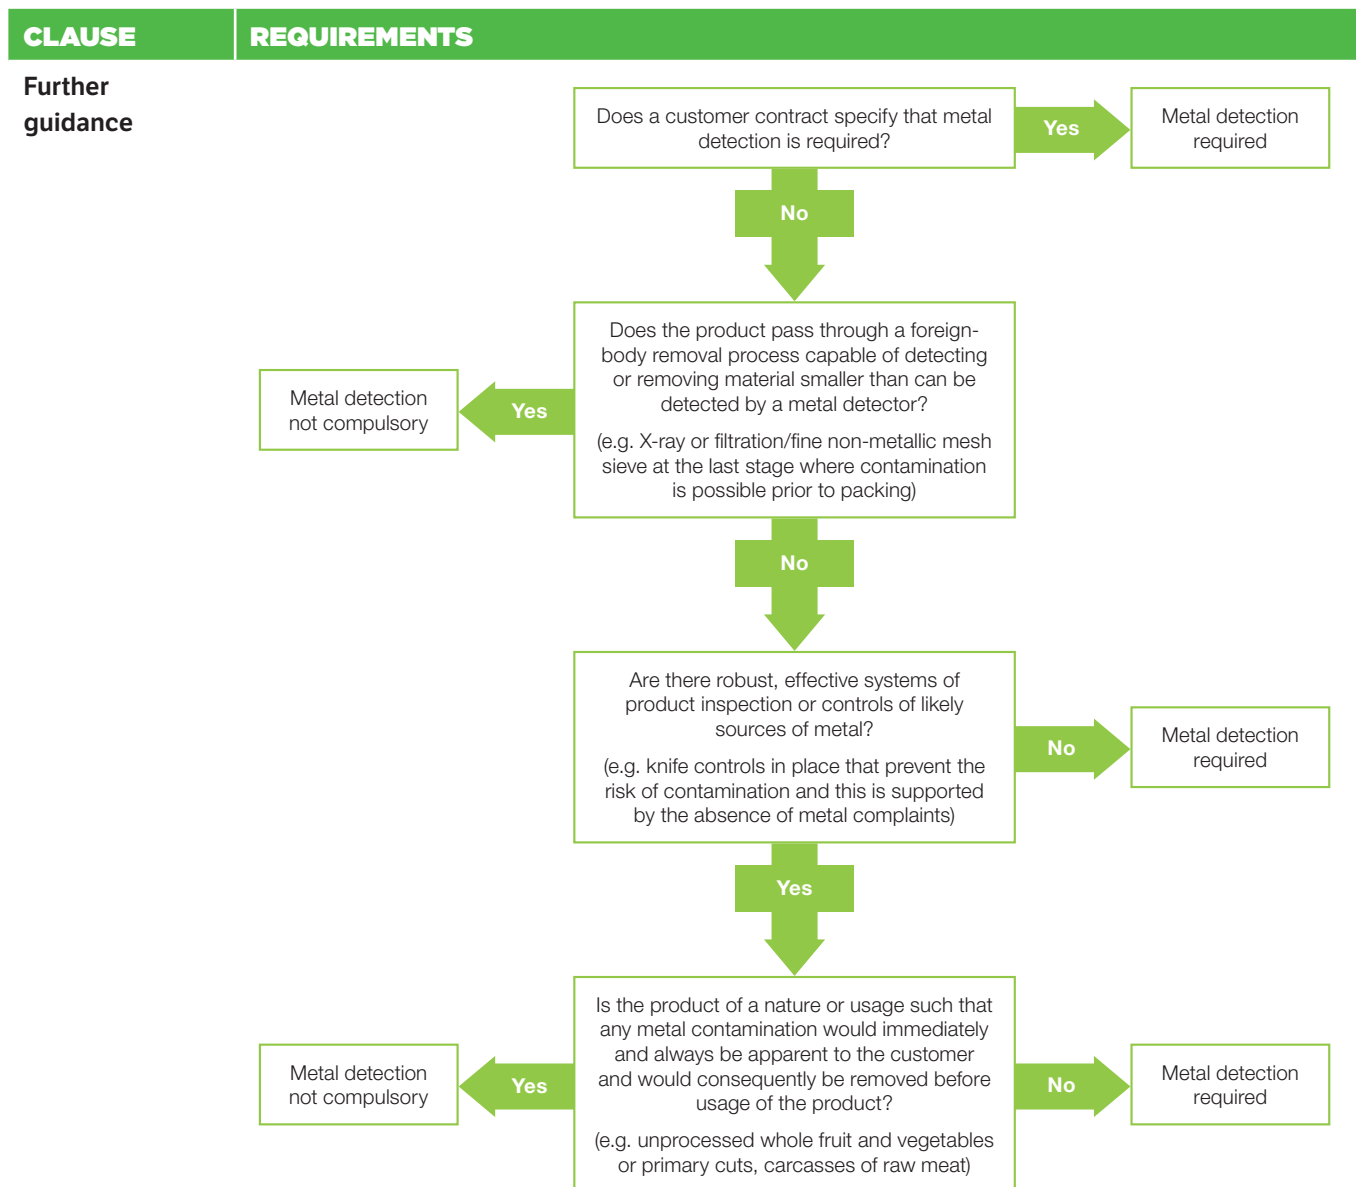 CLAUSE
REQUIREMENTS
Further
guidance
Does a customer contract specify that metal
detection is required?
Yes
Metal detection
required
No
Does the product pass through a foreign-
body removal process capable of detecting
or removing material smaller than can be
detected by a metal detector?
(e.g. X-ray or filtration/fine non-metallic mesh
sieve at the last stage where contamination
is possible prior to packing)
Yes
Metal detection
not compulsory
No
Are there robust, effective systems of
product inspection or controls of likely
sources of metal?
(e.g. knife controls in place that prevent the
risk of contamination and this is supported
by the absence of metal complaints)
No
Metal detection
required
Yes
Is the product of a nature or usage such that
any metal contamination would immediately
and always be apparent to the customer
and would consequently be removed before
usage of the product?
(e.g. unprocessed whole fruit and vegetables
or primary cuts, carcasses of raw meat)
Yes
Metal detection
not compulsory
No
Metal detection
required